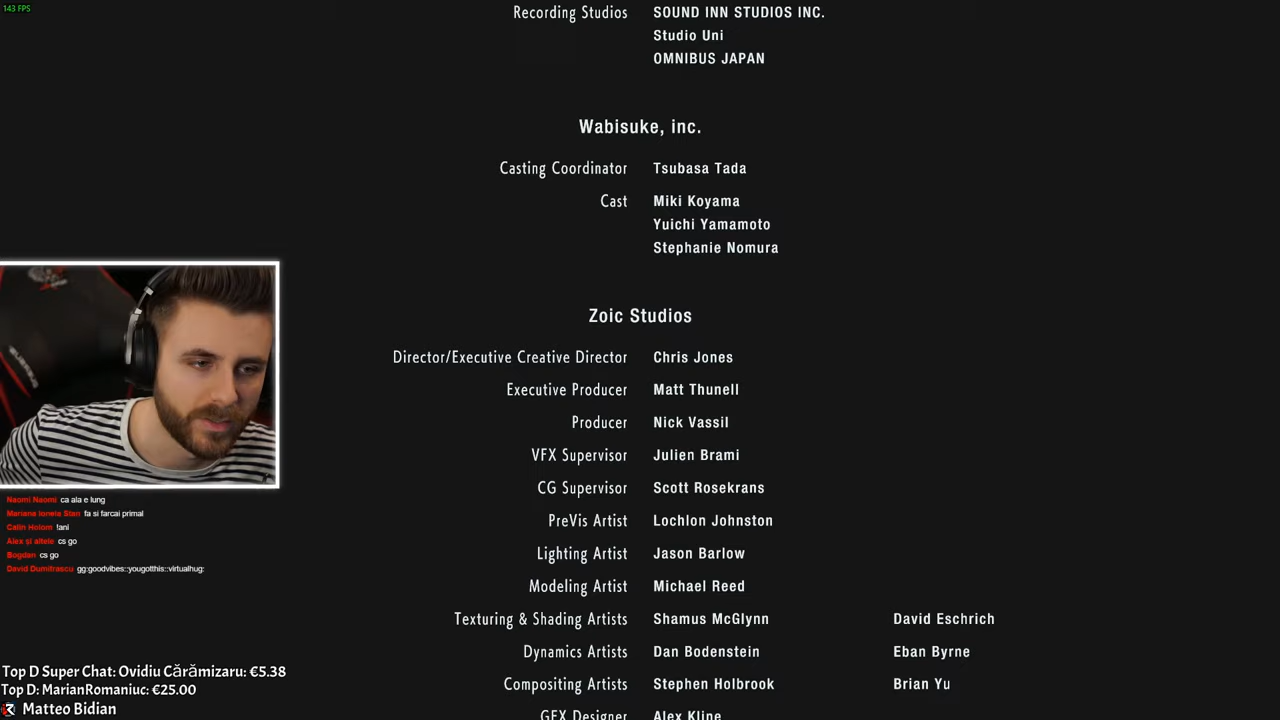 143 FPS
Recording Studios SOUND INN STUDIOS INC.
Studio Uni
OMNIBUS JAPAN
Wabisuke, inc.
Casting Coordinator Tsubasa Tada
Cast Miki Koyama
Yuichi Yamamoto
Stephanie Nomura
Zoic Studios
Director/Executive Creative Director Chris Jones
Executive Producer Matt Thunell
Producer Nick Vassil
VFX Supervisor Julien Brami
CG Supervisor Scott Rosekrans
PreVis Artist Lochlon Johnston
Lighting Artist Jason Barlow
Modeling Artist Michael Reed
Texturing & Shading Artists Shamus McGlynn David Eschrich
Dynamics Artists Dan Bodenstein Eban Byrne
Compositing Artists Stephen Holbrook Brian Yu
GFX Designer Alex Kline
Naomi Naomi ca ala e lung
Mariana Ionela Stan fa si farcai primal
Calin Holom !ani
Alex și altele cs go
Bogdan cs go
David Dumitrascu gg:goodvibes::yougotthis::virtualhug:
Top D Super Chat: Ovidiu Cărămizaru: €5.38
Top D: MarianRomaniuc: €25.00
Matteo Bidian